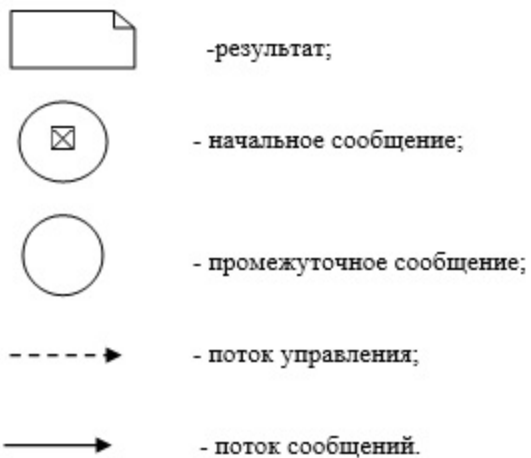 -результат;
- начальное сообщение;
- промежуточное сообщение;
- поток управления;
- поток сообщений.